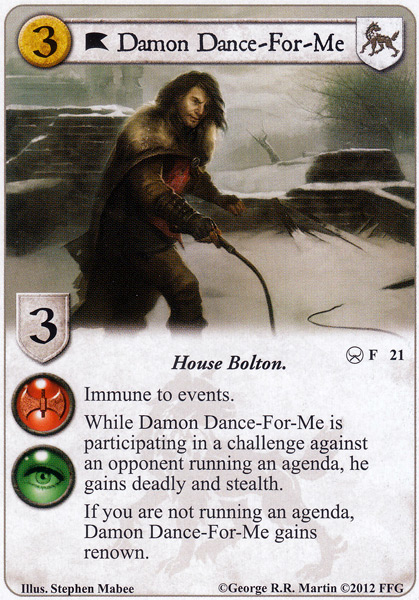 3 Damon Dance-For-Me
3
House Bolton.
F 21
Immune to events.
While Damon Dance-For-Me is
participating in a challenge against
an opponent running an agenda, he
gains deadly and stealth.
If you are not running an agenda,
Damon Dance-For-Me gains
renown.
Illus. Stephen Mabee ©George R.R. Martin ©2012 FFG